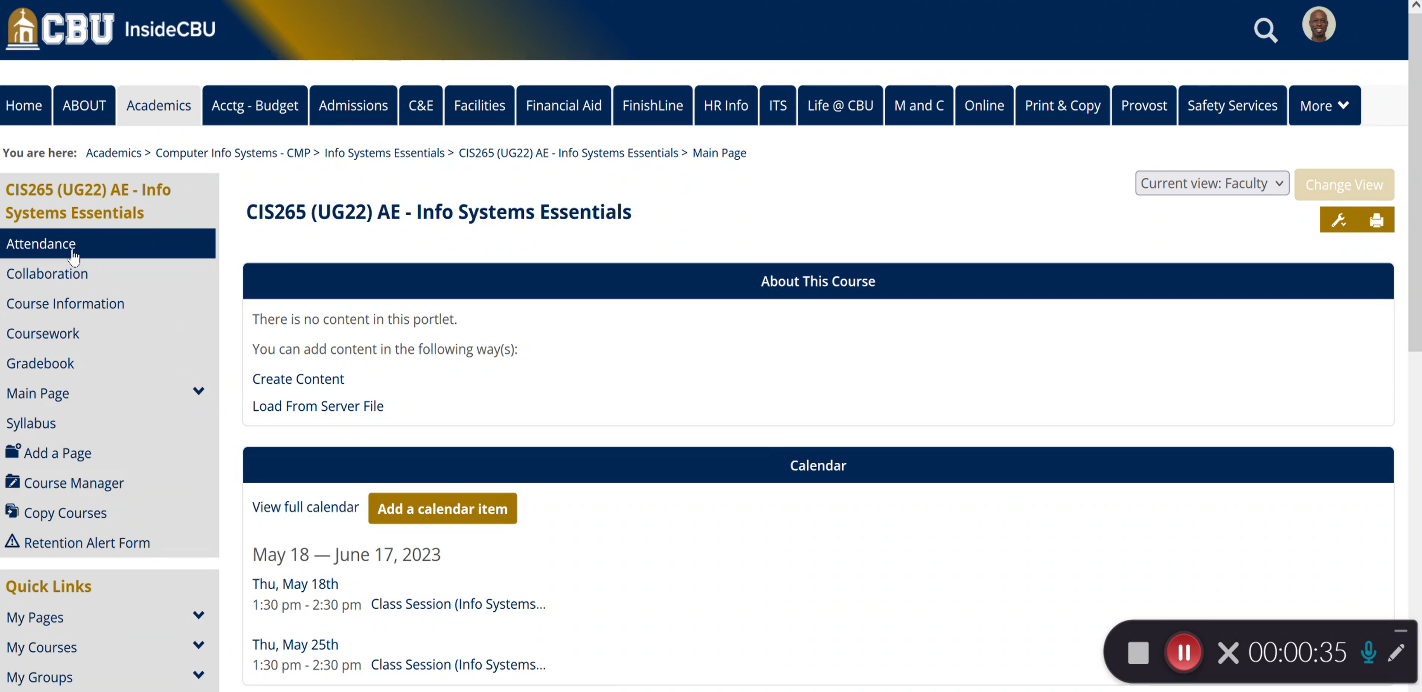 CBU InsideCBU
Home ABOUT Academics Acctg - Budget Admissions C&E Facilities Financial Aid FinishLine HR Info ITS Life @ CBU M and C Online Print & Copy Provost Safety Services More
You are here: Academics > Computer Info Systems - CMP > Info Systems Essentials > CIS265 (UG22) AE - Info Systems Essentials > Main Page
CIS265 (UG22) AE - Info
Systems Essentials
Attendance
Collaboration
Course Information
Coursework
Gradebook
Main Page
Syllabus
Add a Page
Course Manager
Copy Courses
Retention Alert Form
Quick Links
My Pages
My Courses
My Groups
Current view: Faculty Change View
CIS265 (UG22) AE - Info Systems Essentials
About This Course
There is no content in this portlet.
You can add content in the following way(s):
Create Content
Load From Server File
Calendar
View full calendar Add a calendar item
May 18 — June 17, 2023
Thu, May 18th
1:30 pm - 2:30 pm Class Session (Info Systems...
Thu, May 25th
1:30 pm - 2:30 pm Class Session (Info Systems...
00:00:35